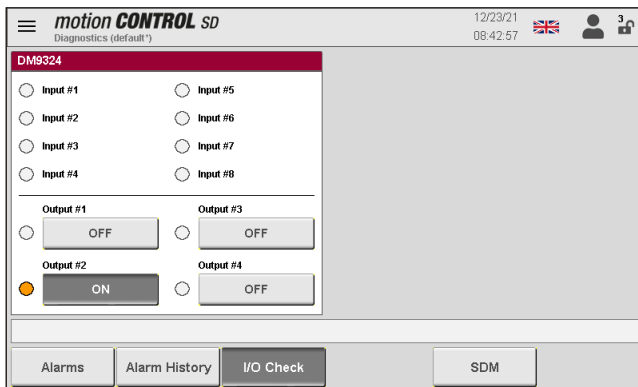 motion CONTROL SD
Diagnostics (default*)
12/23/21
08:42:57
3
DM9324
Input #1
Input #5
Input #2
Input #6
Input #3
Input #7
Input #4
Input #8
Output #1
Output #3
OFF
OFF
Output #2
Output #4
ON
OFF
Alarms
Alarm History
I/O Check
SDM